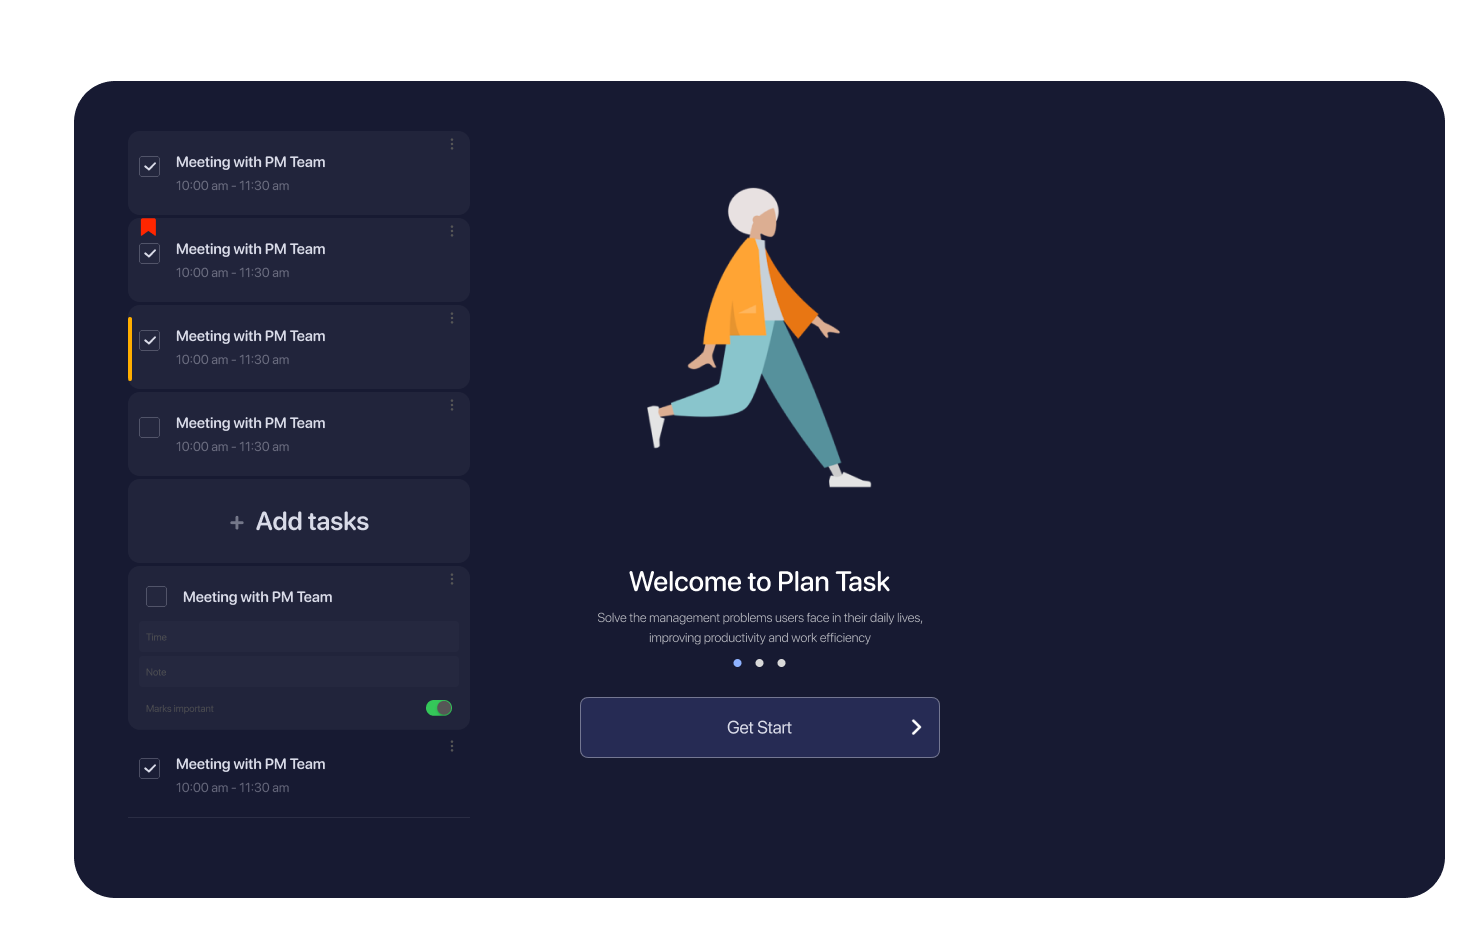 Meeting with PM Team
10:00 am - 11:30 am
Meeting with PM Team
10:00 am - 11:30 am
Meeting with PM Team
10:00 am - 11:30 am
Meeting with PM Team
10:00 am - 11:30 am
+ Add tasks
Meeting with PM Team
Time
Note
Marks important
Meeting with PM Team
10:00 am - 11:30 am
Welcome to Plan Task
Solve the management problems users face in their daily lives,
improving productivity and work efficiency
Get Start